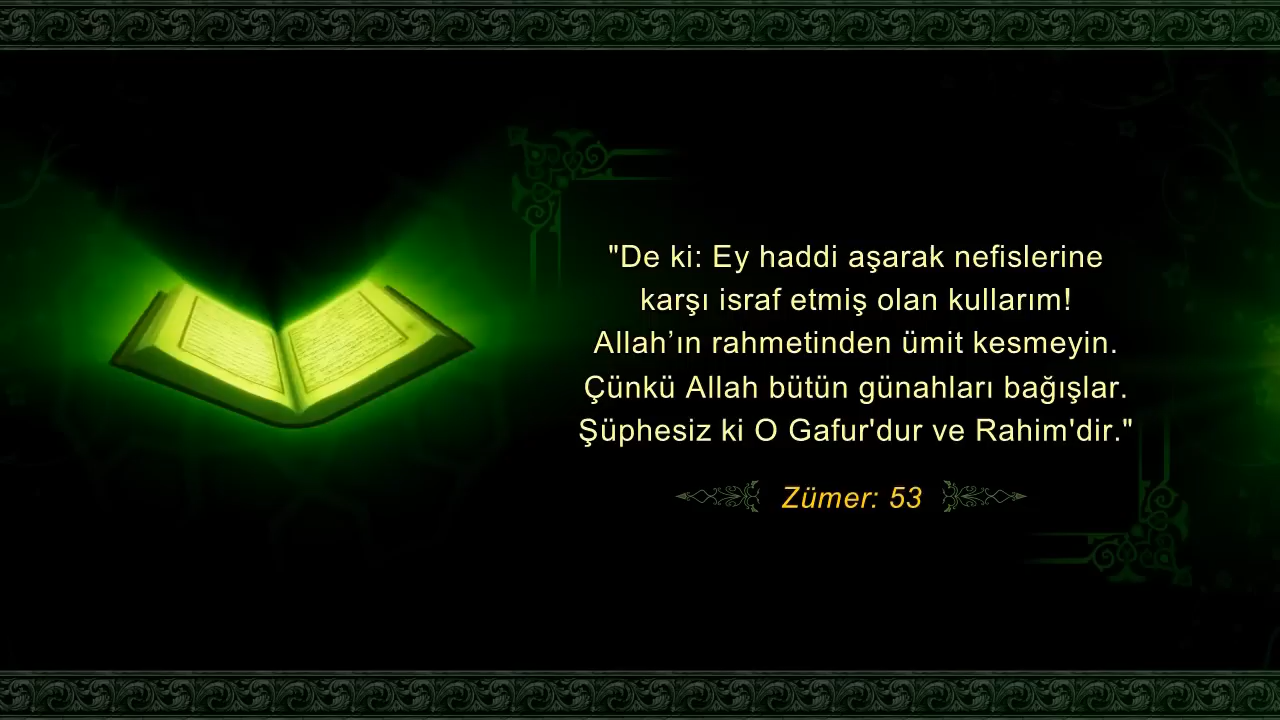 "De ki: Ey haddi aşarak nefislerine
karşı israf etmiş olan kullarım!
Allah’ın rahmetinden ümit kesmeyin.
Çünkü Allah bütün günahları bağışlar.
Şüphesiz ki O Gafur'dur ve Rahim'dir."
Zümer: 53